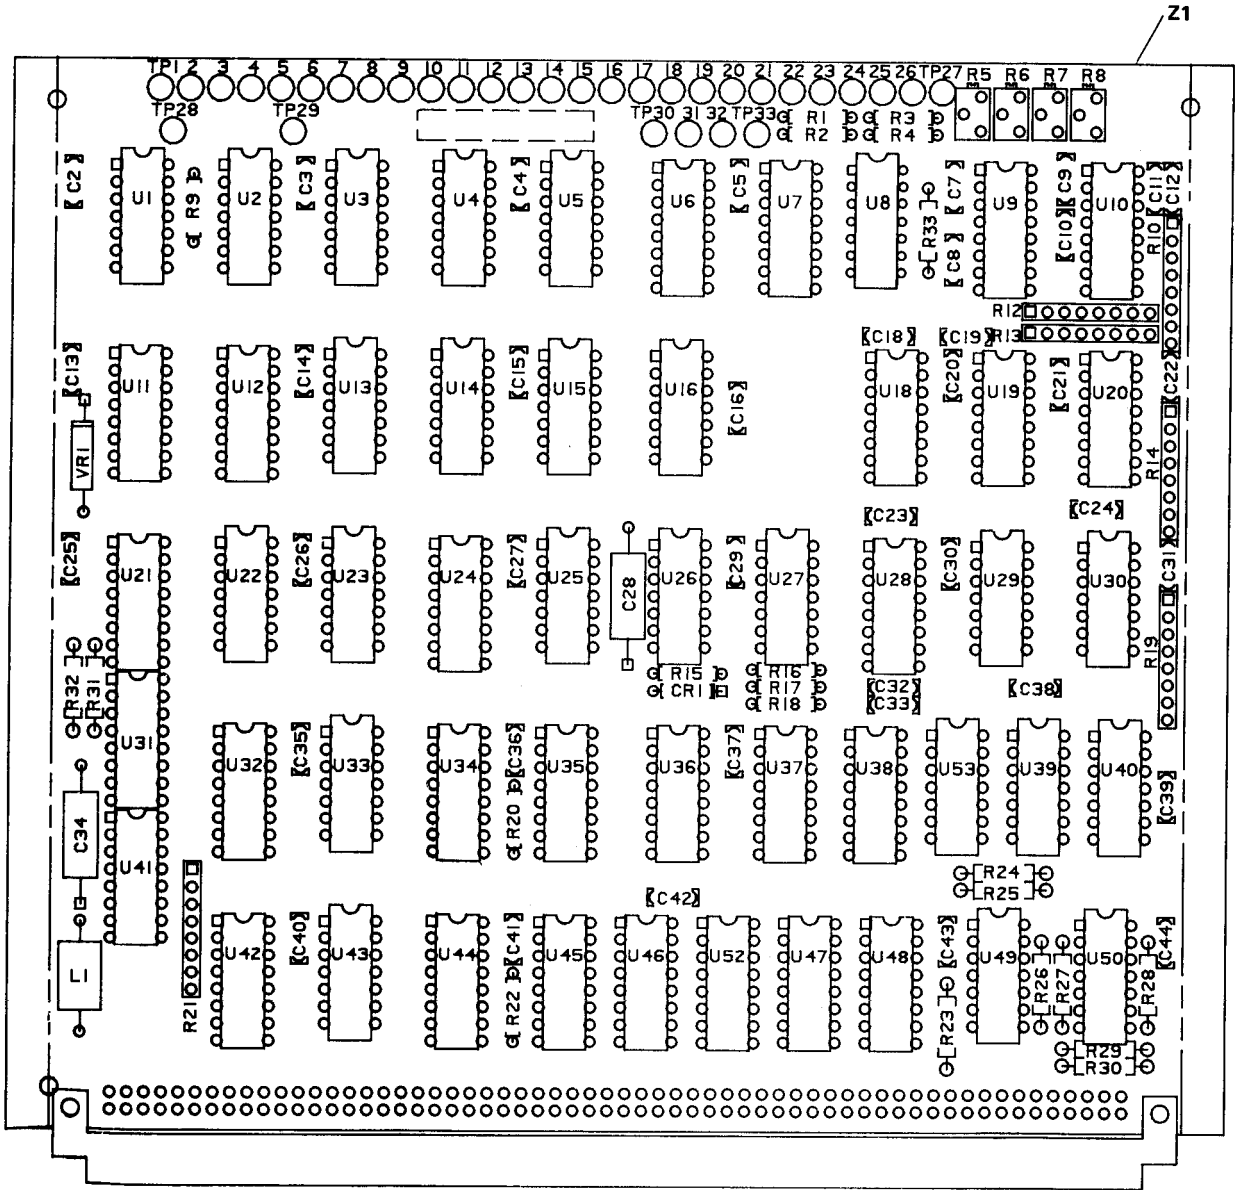 Z1
TP1 2 3 4 5 6 7 8 9 10 11 12 13 14 15 16 17 18 19 20 21 22 23 24 25 26 TP27 R5 R6 R7 R8
TP28 TP29 TP30 31 32 TP33 R1 R3
R2 R4
C2 U1 R9 U2 C3 U3 U4 C4 U5 U6 C5 U7 U8 R33 C7 U9 C9 U10 C11 C12
C8 C10 R10
R12
R13
C13 U11 U12 C14 U13 U14 C15 U15 U16 C16 C18 U18 C19 C20 U19 C21 U20 C22
VR1 R14
C23 C24
C25 U21 U22 C26 U23 U24 C27 U25 C28 U26 C29 U27 U28 C30 U29 U30 C31
R32 R31 R15 R16 R19
CR1 R17 C32 C38
R18 C33
U31 U32 C35 U33 U34 C36 U35 U36 C37 U37 U38 U53 U39 U40 C39
C34 R20
U41 R24
R25
C42
L1 R21 U42 C40 U43 U44 C41 U45 U46 U52 U47 U48 C43 U49 U50 C44
R22 R23 R26 R27 R28
R29
R30